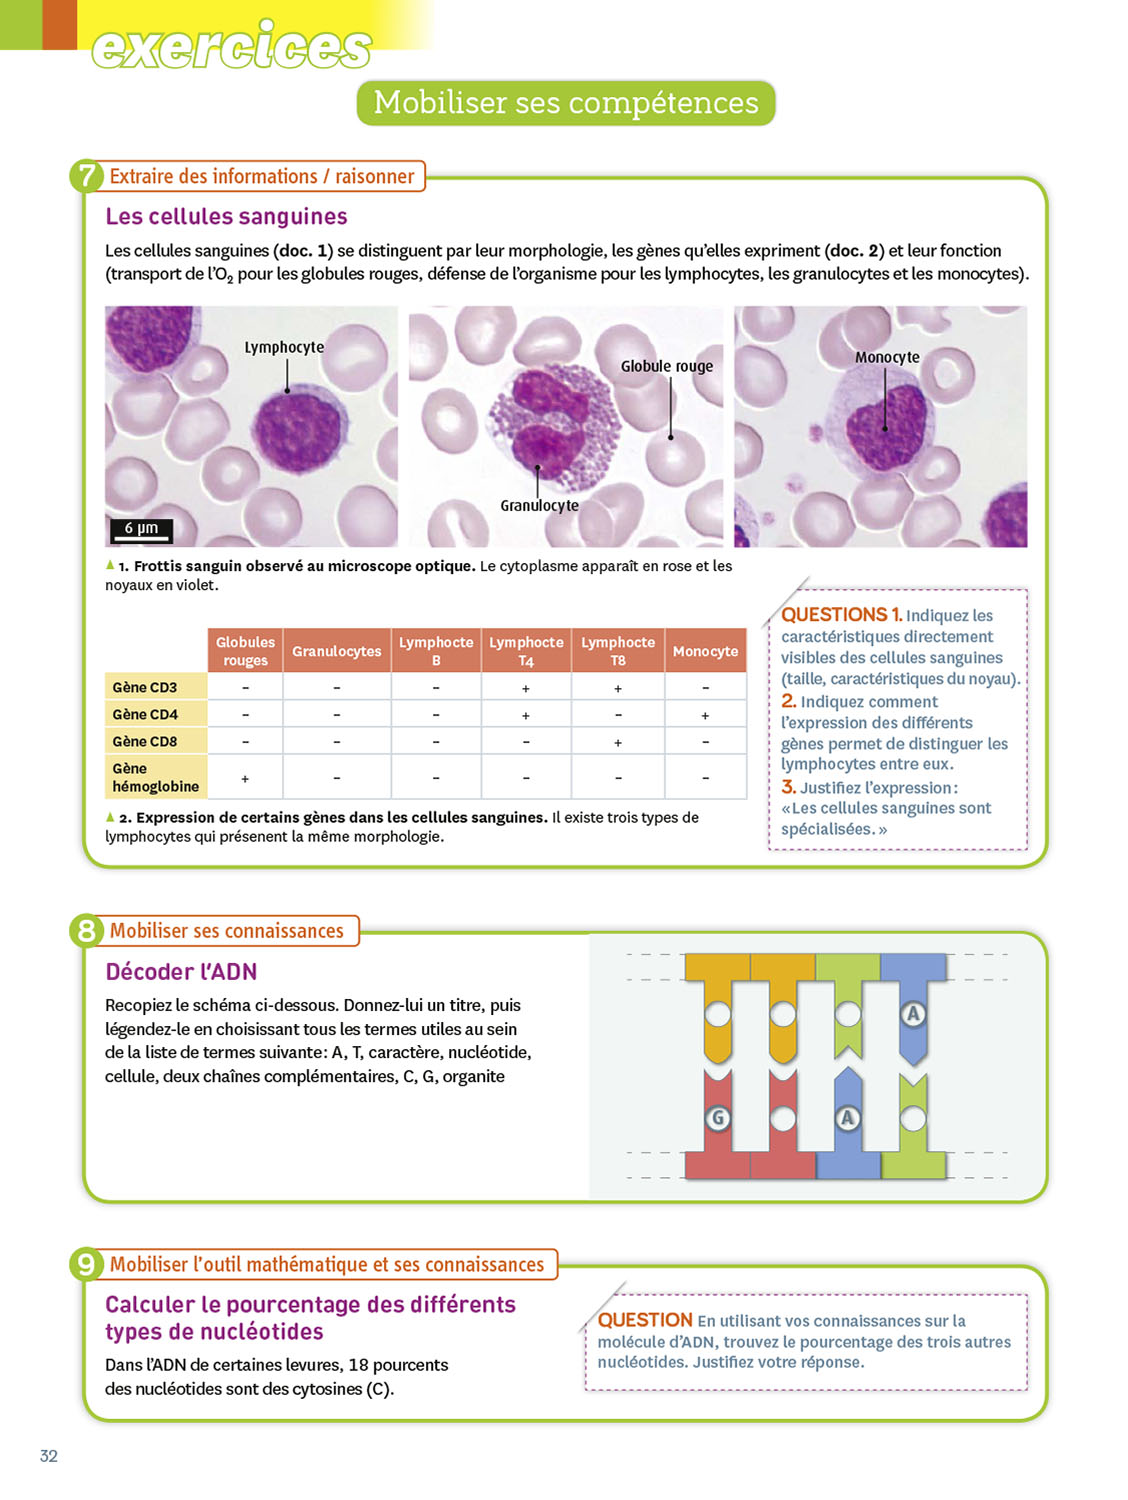 exercices
Mobiliser ses compétences
7 Extraire des informations / raisonner
Les cellules sanguines
Les cellules sanguines (doc. 1) se distinguent par leur morphologie, les gènes qu'elles expriment (doc. 2) et leur fonction
(transport de l'O2 pour les globules rouges, défense de l'organisme pour les lymphocytes, les granulocytes et les monocytes).
Lymphocyte
6 µm
Globule rouge
Granulocyte
Monocyte
1. Frottis sanguin observé au microscope optique. Le cytoplasme apparaît en rose et les
noyaux en violet.
Globules rouges Granulocytes Lymphocte B Lymphocte T4 Lymphocte T8 Monocyte
Gène CD3 – – – + + –
Gène CD4 – – – + – +
Gène CD8 – – – – + –
Gène hémoglobine + – – – – –
2. Expression de certains gènes dans les cellules sanguines. Il existe trois types de
lymphocytes qui présenent la même morphologie.
QUESTIONS 1. Indiquez les
caractéristiques directement
visibles des cellules sanguines
(taille, caractéristiques du noyau).
2. Indiquez comment
l'expression des différents
gènes permet de distinguer les
lymphocytes entre eux.
3. Justifiez l'expression :
« Les cellules sanguines sont
spécialisées. »
8 Mobiliser ses connaissances
Décoder l'ADN
Recopiez le schéma ci-dessous. Donnez-lui un titre, puis
légendez-le en choisissant tous les termes utiles au sein
de la liste de termes suivante : A, T, caractère, nucléotide,
cellule, deux chaînes complémentaires, C, G, organite
A
G
A
9 Mobiliser l'outil mathématique et ses connaissances
Calculer le pourcentage des différents
types de nucléotides
Dans l'ADN de certaines levures, 18 pourcents
des nucléotides sont des cytosines (C).
QUESTION En utilisant vos connaissances sur la
molécule d'ADN, trouvez le pourcentage des trois autres
nucléotides. Justifiez votre réponse.
32